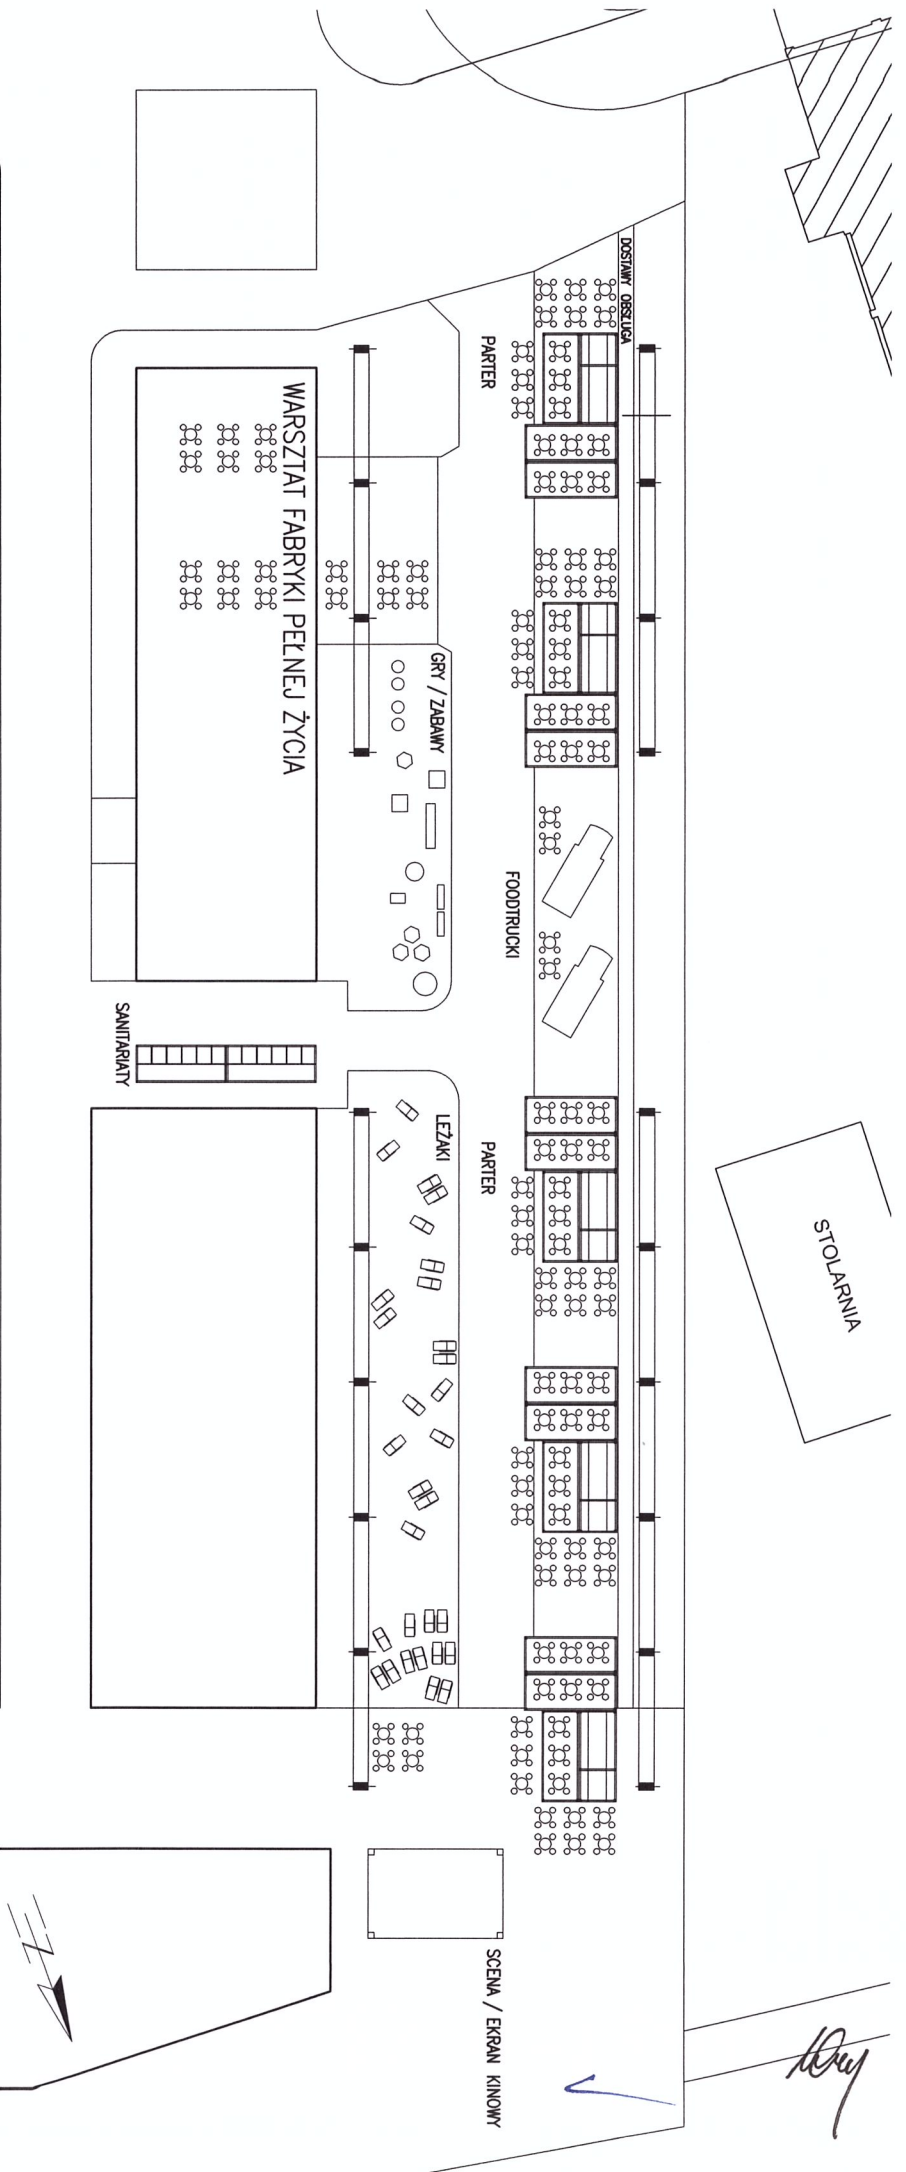 DOSTAWY OBSŁUGA
PARTER
WARSZTAT FABRYKI PEŁNEJ ŻYCIA
GRY / ZABAWY
FOODTRUCKI
SANITARIATY
LEŻAKI
PARTER
STOLARNIA
SCENA / EKRAN KINOWY